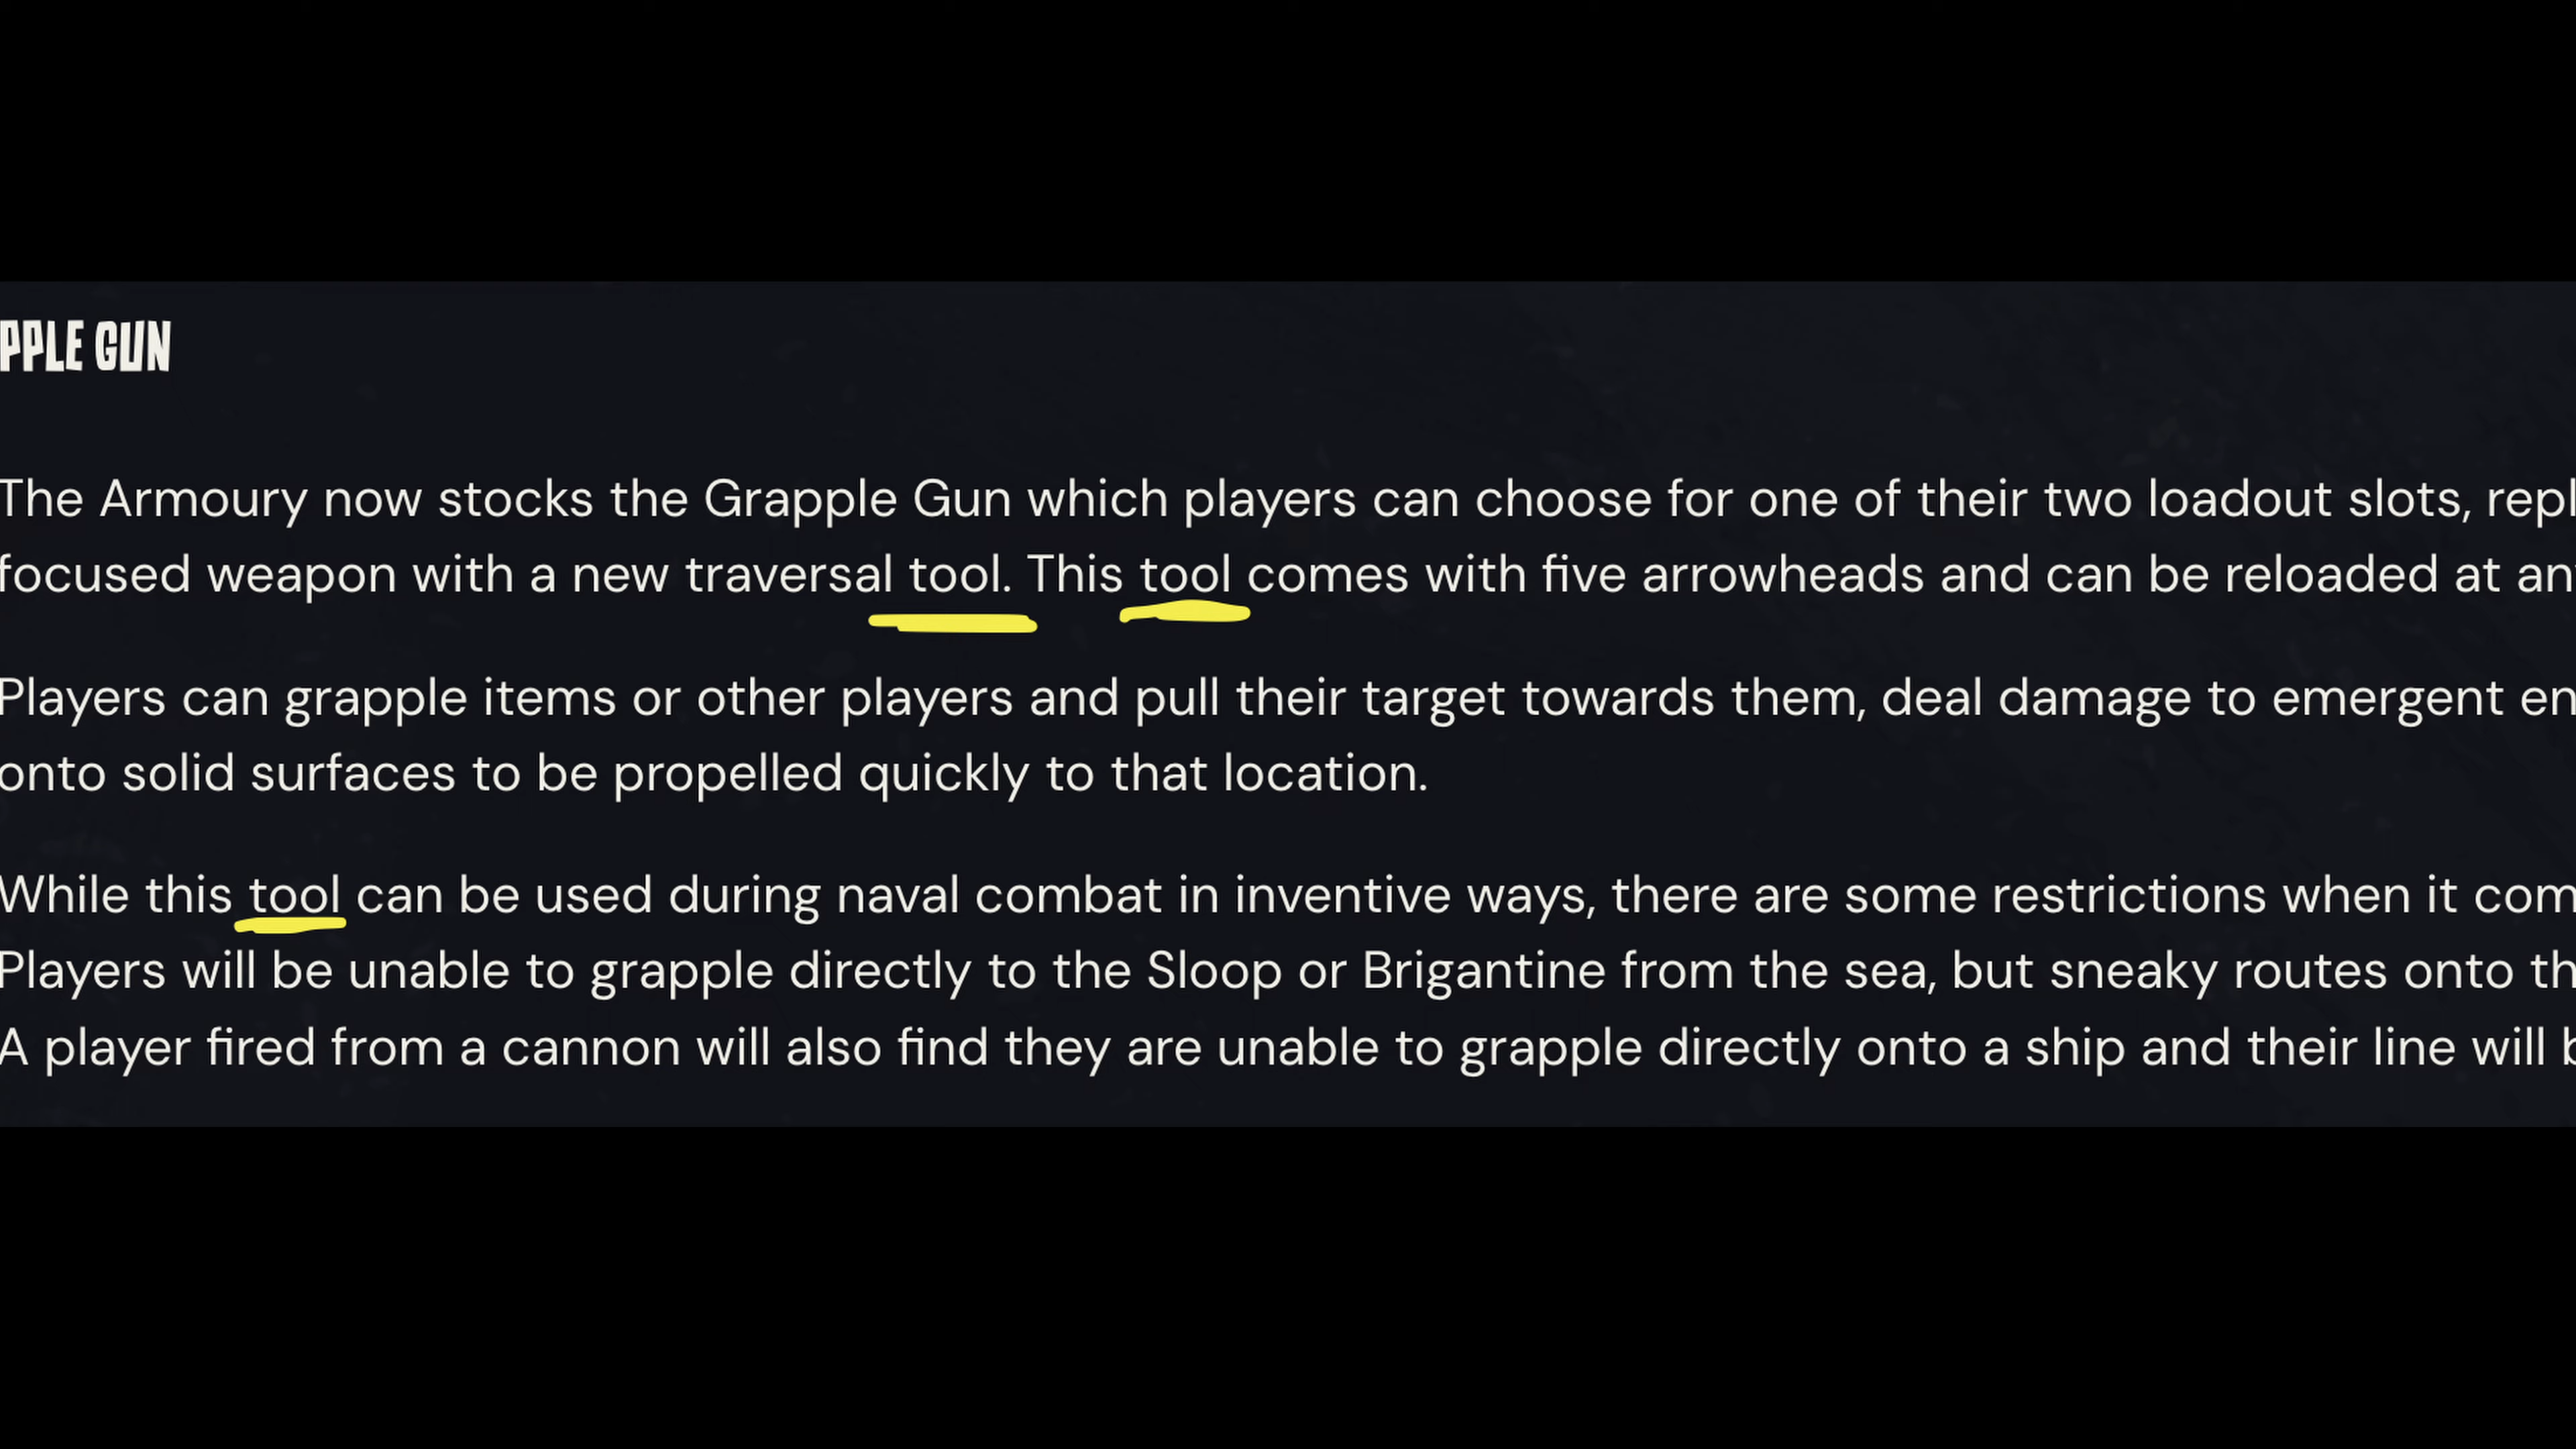 PPLE GUN
The Armoury now stocks the Grapple Gun which players can choose for one of their two loadout slots, repl
focused weapon with a new traversal tool. This tool comes with five arrowheads and can be reloaded at an
Players can grapple items or other players and pull their target towards them, deal damage to emergent en
onto solid surfaces to be propelled quickly to that location.
While this tool can be used during naval combat in inventive ways, there are some restrictions when it com
Players will be unable to grapple directly to the Sloop or Brigantine from the sea, but sneaky routes onto th
A player fired from a cannon will also find they are unable to grapple directly onto a ship and their line will b